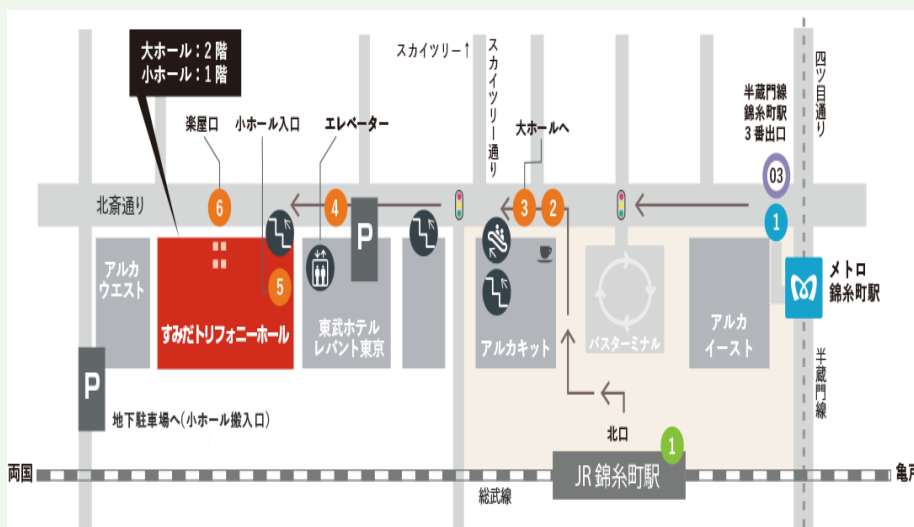 大ホール：2階
小ホール：1階
スカイツリー↑
スカイツリー通り
四ツ目通り
半蔵門線
錦糸町駅
3番出口
楽屋口
小ホール入口
エレベーター
大ホールへ
03
北斎通り
6
4
3
2
1
P
アルカ
ウエスト
5
すみだトリフォニーホール
東武ホテル
レバント東京
アルカキット
バスターミナル
アルカ
イースト
メトロ
錦糸町駅
P
地下駐車場へ(小ホール搬入口)
北口
半蔵門線
1
両国
JR 錦糸町駅
亀戸
総武線